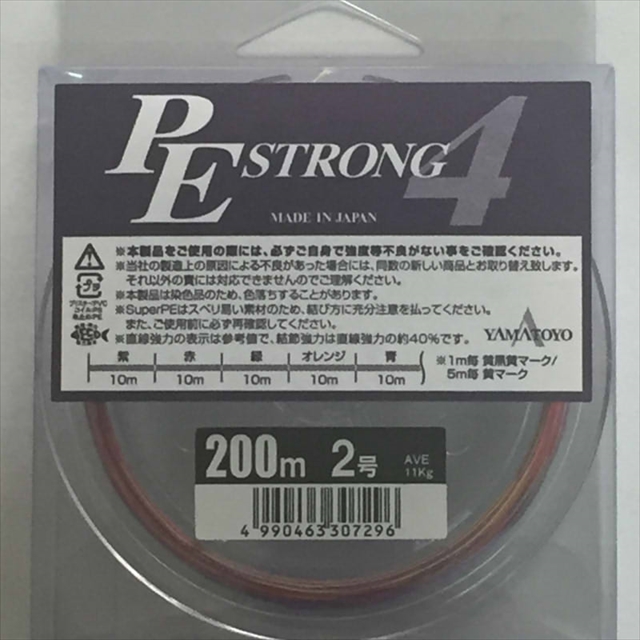 PE STRONG 4
MADE IN JAPAN
※本製品をご使用の際には、必ずご自身で強度等不良がない事をご確認ください。
※当社の製造上の原因による不良があった場合には、同数の新しい商品とお取り替え致します。
それ以外の責には対応できませんのでご理解ください。
※本製品は染色品のため、色落ちすることがあります。
※SuperPEはスベリ易い素材のため、結び方に充分注意を払ってください。
また、ご使用前に必ず再確認してください。
※直線強力の表示は参考値で、結節強力は直線強力の約40%です。
プラ
ブリスター:PVC
YAMATOYO
紫 赤 緑 オレンジ 青
10m 10m 10m 10m 10m
※1m毎 黄黒黄マーク/
5m毎 黄マーク
200m 2号 AVE 11Kg
4 990463 307296